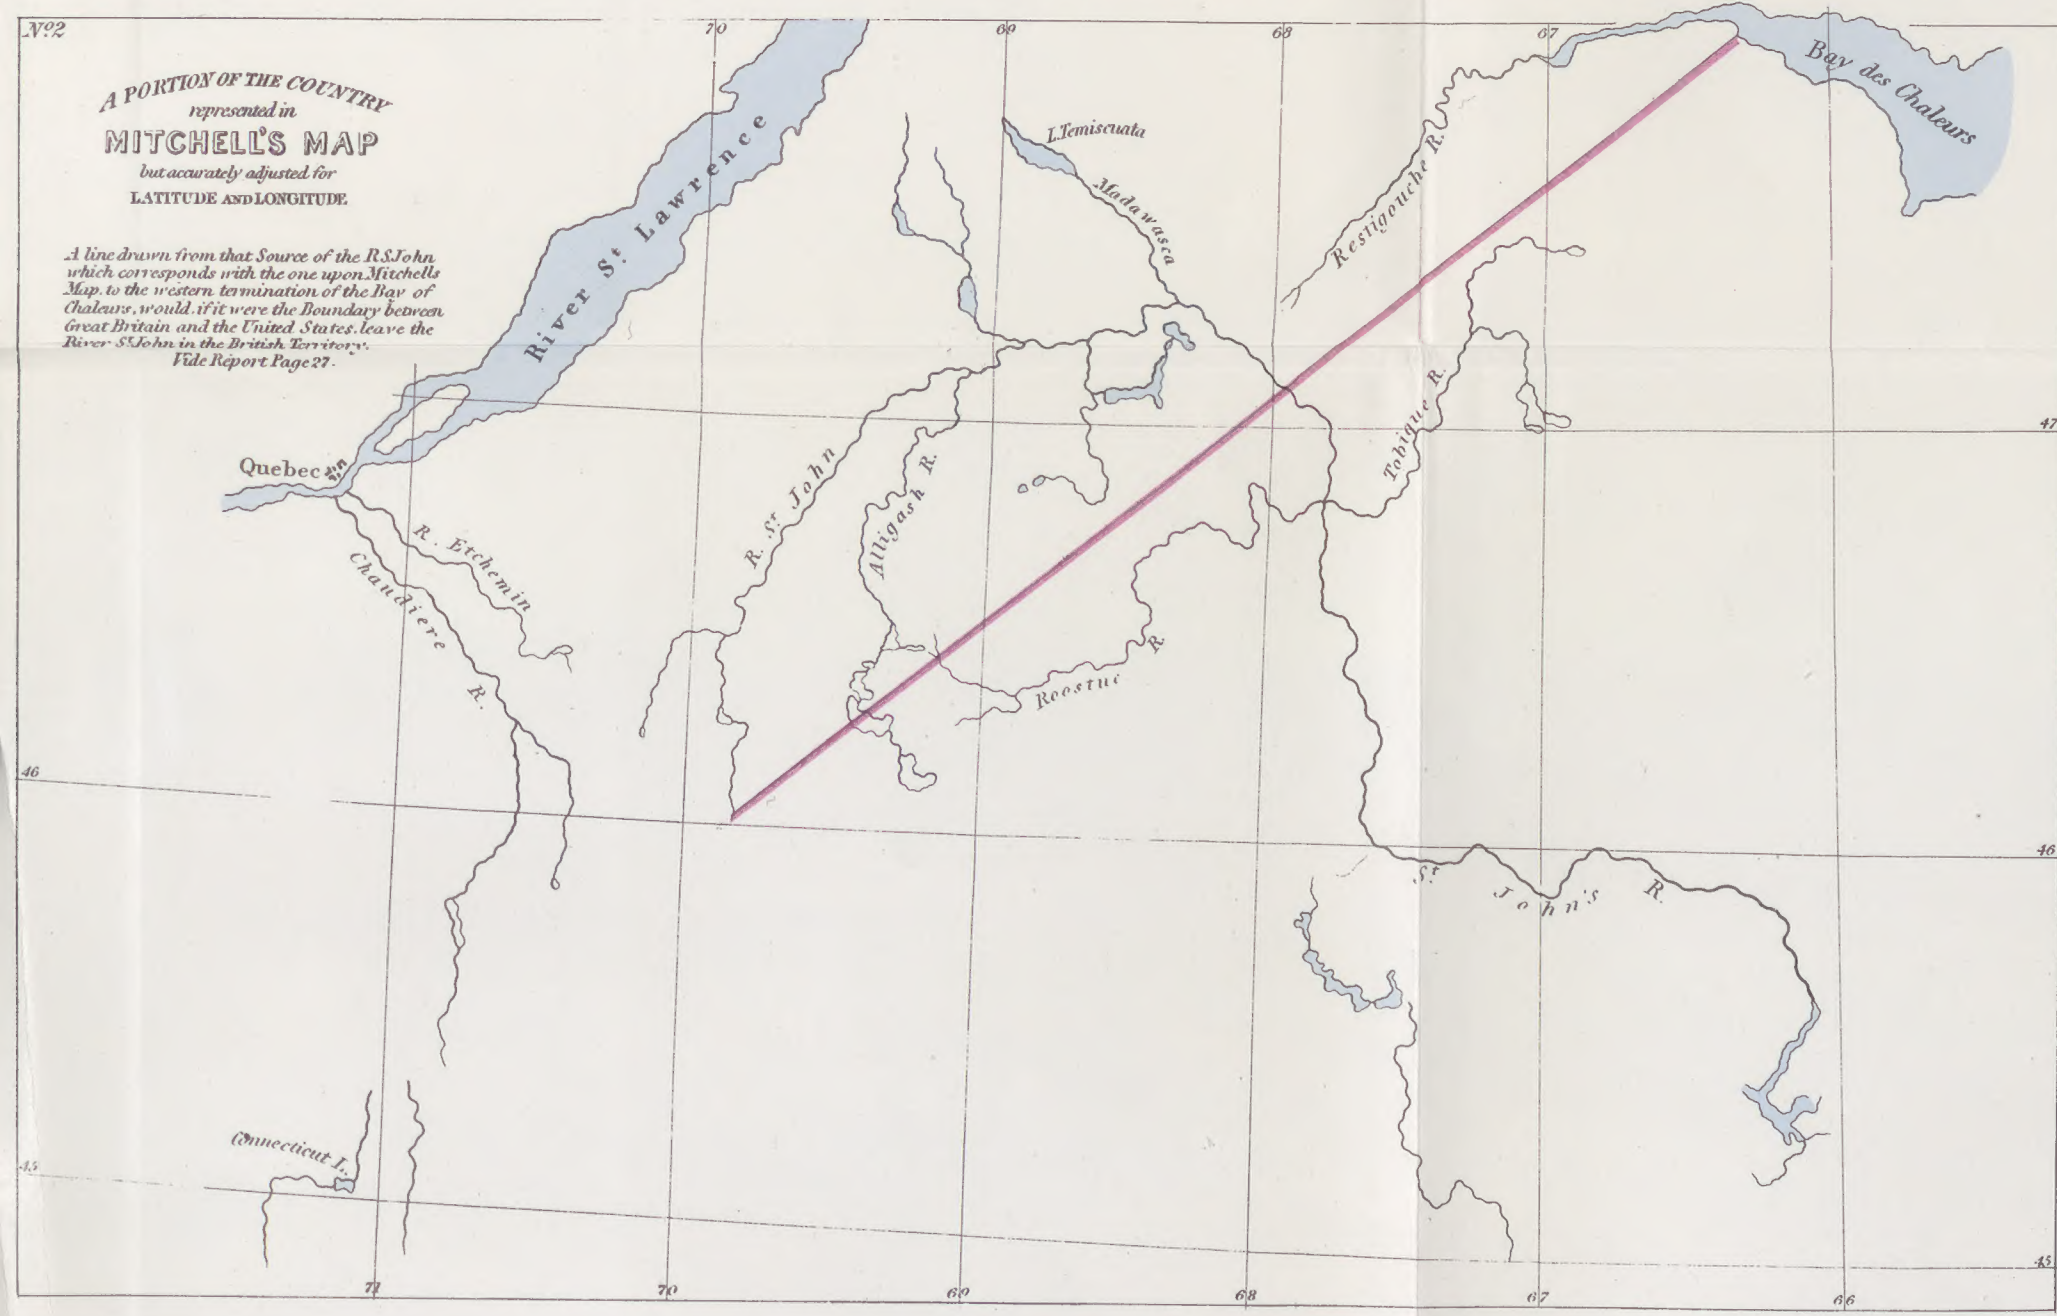 No. 2
70
69
68
67
A PORTION OF THE COUNTRY
represented in
MITCHELL'S MAP
but accurately adjusted for
LATITUDE AND LONGITUDE
A line drawn from that Source of the R St John
which corresponds with the one upon Mitchells
Map, to the western termination of the Bay of
Chaleurs, would, if it were the Boundary between
Great Britain and the United States, leave the
River St John in the British Territory.
Vide Report Page 27.
River St. Lawrence
L. Temiscuata
Madawasca
Restigouche R.
Bay des Chaleurs
Quebec
R. Etchemin
Chaudiere R.
R. St. John
Alligash R.
Tobique R.
47
Roostuc R
46
46
St. John's R.
Connecticut L.
45
45
71
70
69
68
67
66